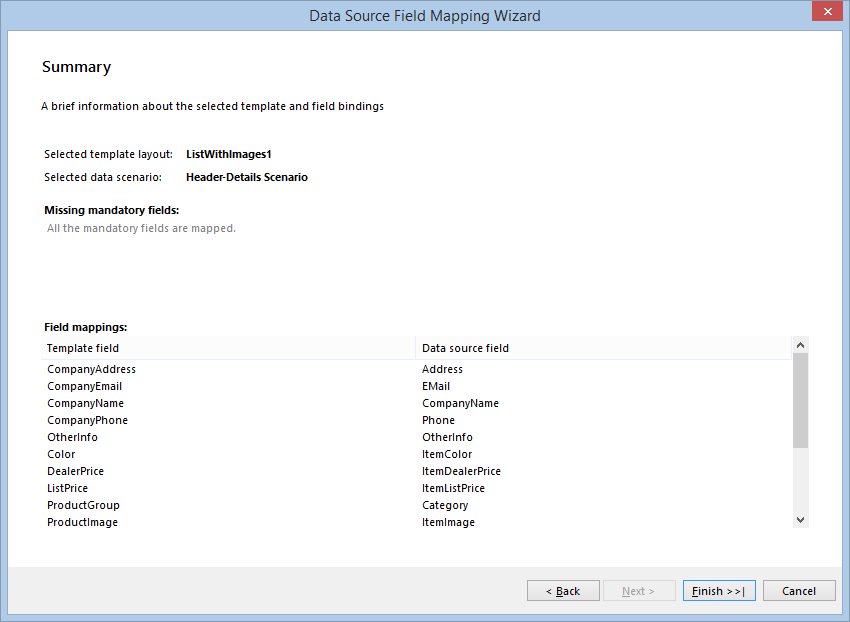 Data Source Field Mapping Wizard
Summary
A brief information about the selected template and field bindings
Selected template layout: ListWithImages1
Selected data scenario: Header-Details Scenario
Missing mandatory fields:
All the mandatory fields are mapped.
Field mappings:
Template field Data source field
CompanyAddress Address
CompanyEmail EMail
CompanyName CompanyName
CompanyPhone Phone
OtherInfo OtherInfo
Color ItemColor
DealerPrice ItemDealerPrice
ListPrice ItemListPrice
ProductGroup Category
ProductImage ItemImage
< Back Next > Finish >>| Cancel